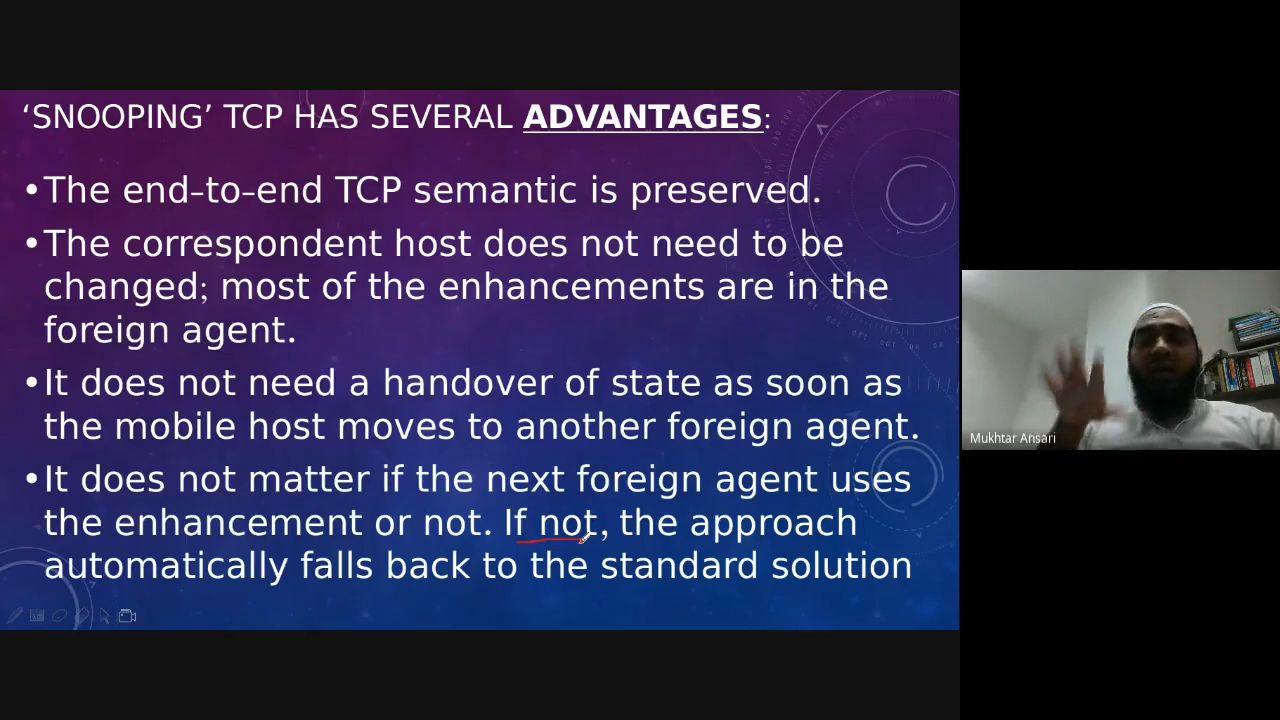 ‘SNOOPING’ TCP HAS SEVERAL ADVANTAGES:
•The end-to-end TCP semantic is preserved.
•The correspondent host does not need to be
changed; most of the enhancements are in the
foreign agent.
•It does not need a handover of state as soon as
the mobile host moves to another foreign agent.
•It does not matter if the next foreign agent uses
the enhancement or not. If not, the approach
automatically falls back to the standard solution
Mukhtar Ansari